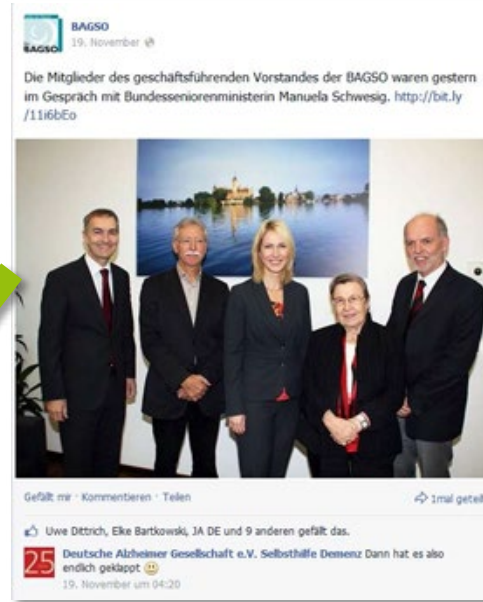 BAGSO
BAGSO
19. November
Die Mitglieder des geschäftsführenden Vorstandes der BAGSO waren gestern
im Gespräch mit Bundesseniorenministerin Manuela Schwesig. http://bit.ly
/11i6bEo
Gefällt mir · Kommentieren · Teilen
1mal geteilt
Uwe Dittrich, Elke Bartkowski, JA DE und 9 anderen gefällt das.
25
Deutsche Alzheimer Gesellschaft e.V. Selbsthilfe Demenz Dann hat es also
endlich geklappt
19. November um 04:20